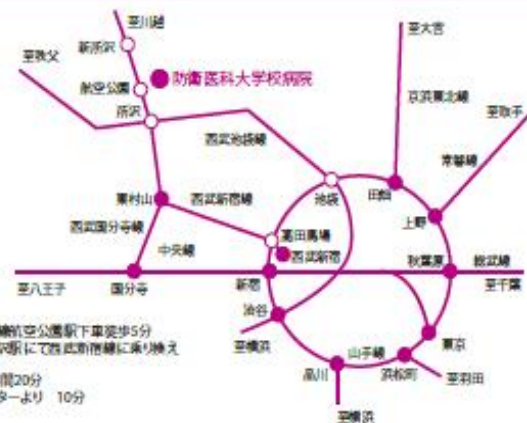 至川越
新所沢
至秩父
航空公園
防衛医科大学校病院
所沢
西武池袋線
至大宮
京浜東北線
至取手
常磐線
池袋
田端
上野
東村山
西武新宿線
高田馬場
西武新宿
西武国分寺線
中央線
秋葉原
総武線
至八王子
国分寺
新宿
至千葉
渋谷
至横浜
東京
山手線
浜松町
品川
至羽田
至横浜
線航空公園駅下車徒歩5分
沢駅にて西武新宿線に乗り換え
間20分
ターより 10分